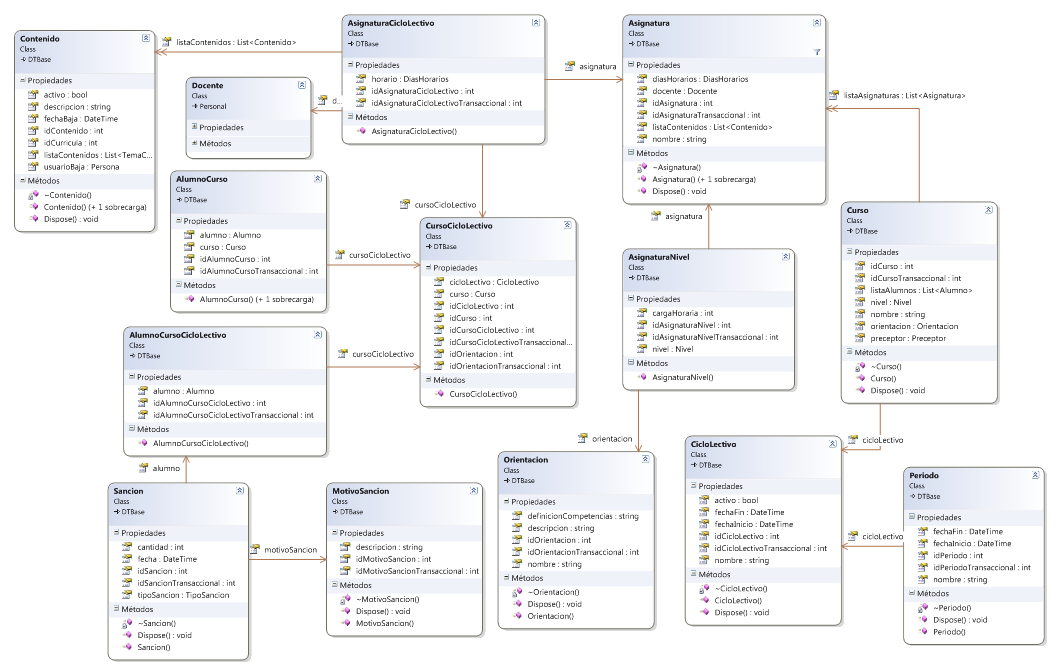 Contenido
Class
DTBase
Propiedades
activo : bool
descripcion : string
fechaBaja : DateTime
idContenido : int
idCurricula : int
listaContenidos : List<TemaC...
usuarioBaja : Persona
Métodos
~Contenido()
Contenido() (+ 1 sobrecarga)
Dispose() : void
listaContenidos : List<Contenido>
AsignaturaCicloLectivo
Class
DTBase
Propiedades
horario : DiasHorarios
idAsignaturaCicloLectivo : int
idAsignaturaCicloLectivoTransaccional : int
Métodos
AsignaturaCicloLectivo()
asignatura
Asignatura
Class
DTBase
Propiedades
diasHorarios : DiasHorarios
docente : Docente
idAsignatura : int
idAsignaturaTransaccional : int
listaContenidos : List<Contenido>
nombre : string
Métodos
~Asignatura()
Asignatura() (+ 1 sobrecarga)
Dispose() : void
listaAsignaturas : List<Asignatura>
Docente
Class
Personal
Propiedades
Métodos
d...
AlumnoCurso
Class
DTBase
Propiedades
alumno : Alumno
curso : Curso
idAlumnoCurso : int
idAlumnoCursoTransaccional : int
Métodos
AlumnoCurso() (+ 1 sobrecarga)
cursoCicloLectivo
cursoCicloLectivo
CursoCicloLectivo
Class
DTBase
Propiedades
cicloLectivo : CicloLectivo
curso : Curso
idCicloLectivo : int
idCurso : int
idCursoCicloLectivo : int
idCursoCicloLectivoTransaccional...
idOrientacion : int
idOrientacionTransaccional : int
Métodos
CursoCicloLectivo()
asignatura
AsignaturaNivel
Class
DTBase
Propiedades
cargaHoraria : int
idAsignaturaNivel : int
idAsignaturaNivelTransaccional : int
nivel : Nivel
Métodos
AsignaturaNivel()
Curso
Class
DTBase
Propiedades
idCurso : int
idCursoTransaccional : int
listaAlumnos : List<Alumno>
nivel : Nivel
nombre : string
orientacion : Orientacion
preceptor : Preceptor
Métodos
~Curso()
Curso()
Dispose() : void
AlumnoCursoCicloLectivo
Class
DTBase
Propiedades
alumno : Alumno
idAlumnoCursoCicloLectivo : int
idAlumnoCursoCicloLectivoTransaccional : int
Métodos
AlumnoCursoCicloLectivo()
cursoCicloLectivo
alumno
orientacion
cicloLectivo
Sancion
Class
DTBase
Propiedades
cantidad : int
fecha : DateTime
idSancion : int
idSancionTransaccional : int
tipoSancion : TipoSancion
Métodos
~Sancion()
Dispose() : void
Sancion()
motivoSancion
MotivoSancion
Class
DTBase
Propiedades
descripcion : string
idMotivoSancion : int
idMotivoSancionTransaccional : int
Métodos
~MotivoSancion()
Dispose() : void
MotivoSancion()
Orientacion
Class
DTBase
Propiedades
definicionCompetencias : string
descripcion : string
idOrientacion : int
idOrientacionTransaccional : int
nombre : string
Métodos
~Orientacion()
Dispose() : void
Orientacion()
CicloLectivo
Class
DTBase
Propiedades
activo : bool
fechaFin : DateTime
fechaInicio : DateTime
idCicloLectivo : int
idCicloLectivoTransaccional : int
nombre : string
Métodos
~CicloLectivo()
CicloLectivo()
Dispose() : void
cicloLectivo
Periodo
Class
DTBase
Propiedades
fechaFin : DateTime
fechaInicio : DateTime
idPeriodo : int
idPeriodoTransaccional : int
nombre : string
Métodos
~Periodo()
Dispose() : void
Periodo()